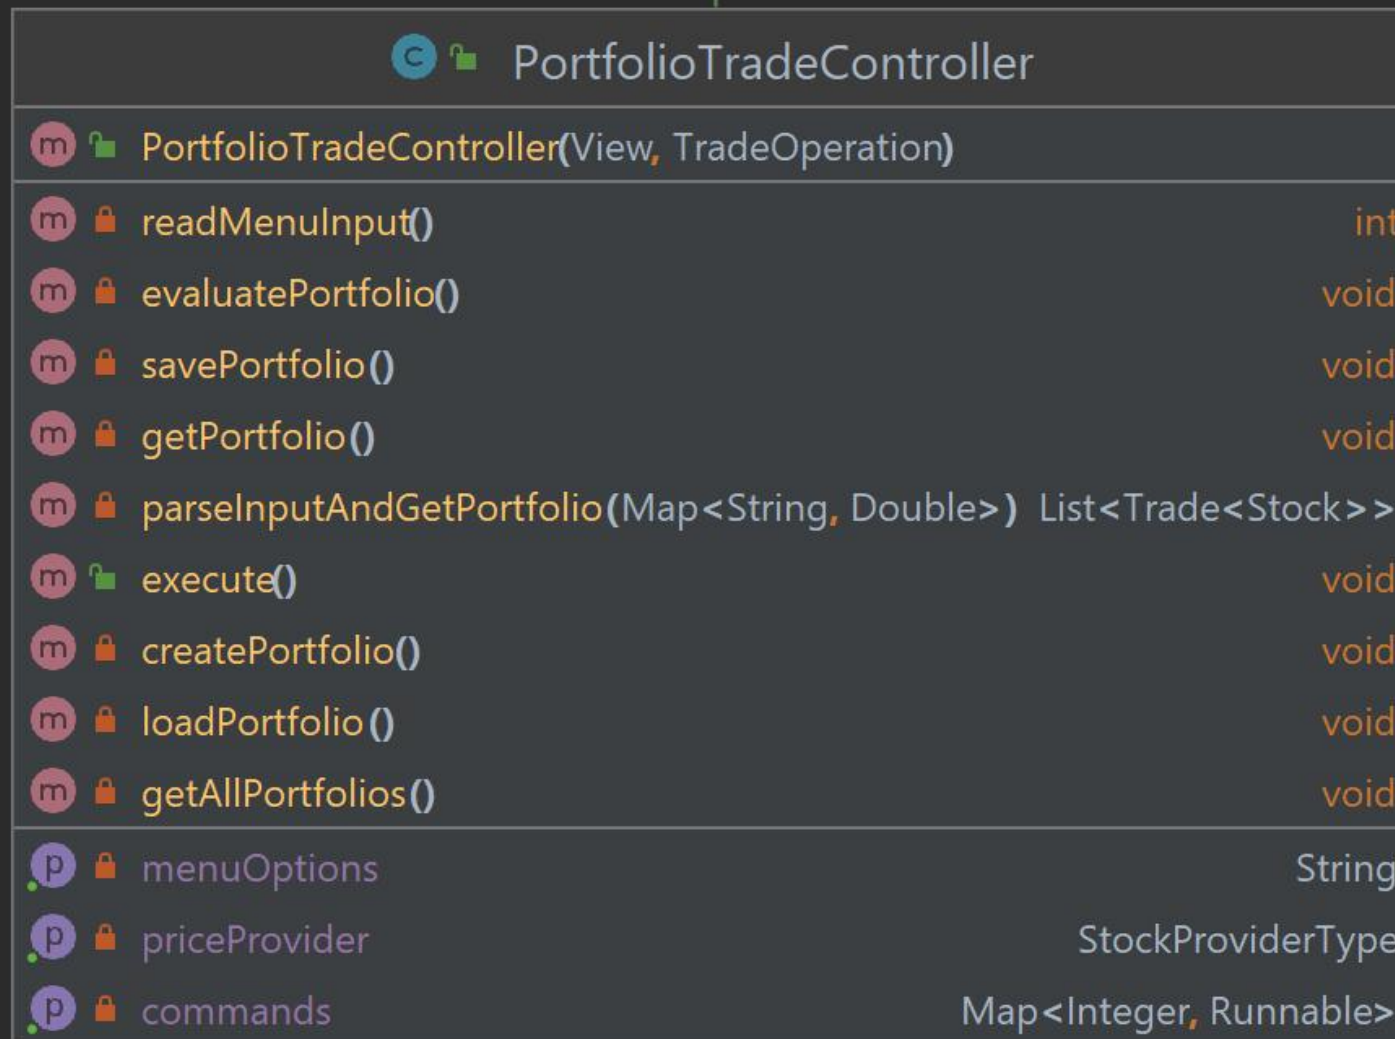 C PortfolioTradeController
m PortfolioTradeController(View, TradeOperation)
m readMenuInput() int
m evaluatePortfolio() void
m savePortfolio() void
m getPortfolio() void
m parseInputAndGetPortfolio(Map<String, Double>) List<Trade<Stock>>
m execute() void
m createPortfolio() void
m loadPortfolio() void
m getAllPortfolios() void
p menuOptions String
p priceProvider StockProviderType
p commands Map<Integer, Runnable>